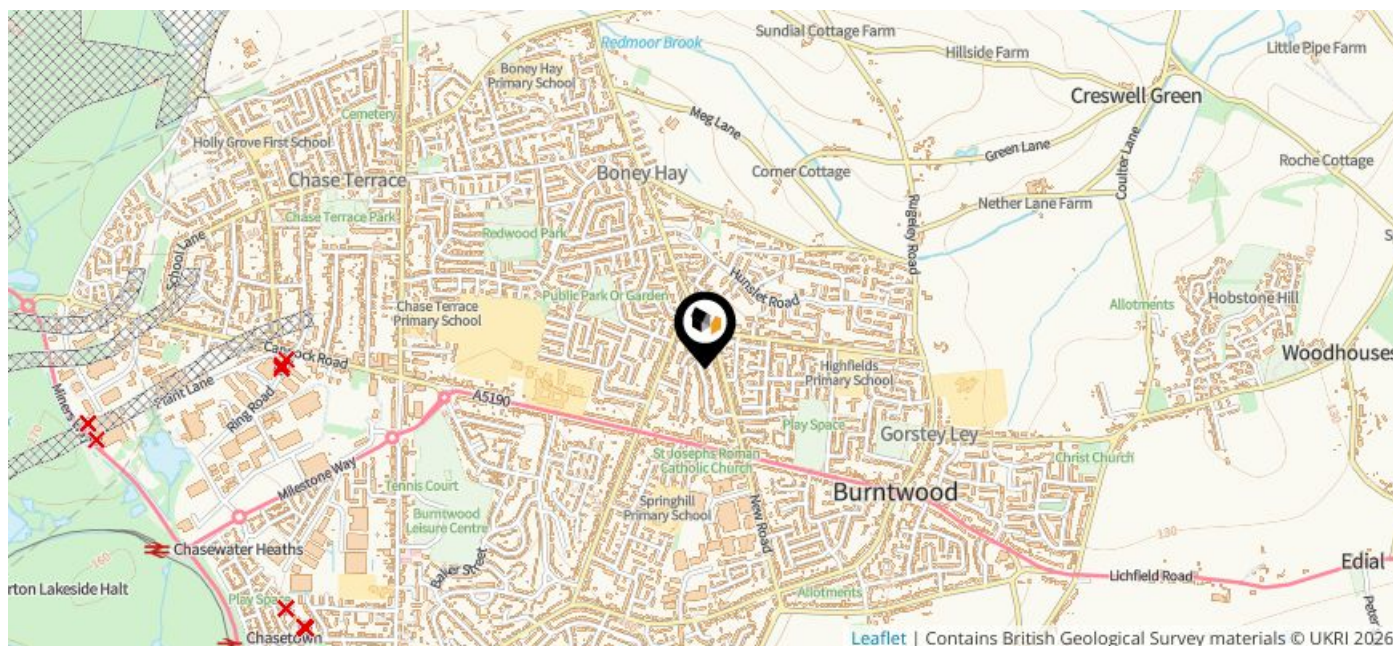 Sundial Cottage Farm
Redmoor Brook
Hillside Farm
Little Pipe Farm
Boney Hay
Primary School
Creswell Green
Cemetery
Meg Lane
Holly Grove First School
Green Lane
Coulter Lane
Roche Cottage
Chase Terrace
Boney Hay
Corner Cottage
Nether Lane Farm
Chase Terrace Park
Redwood Park
Rugeley Road
School Lane
Hunslet Road
Public Park Or Garden
Allotments
Hobstone Hill
Chase Terrace
Primary School
Cannock Road
Highfields
Primary School
Woodhouses
Miners Way
Plant Lane
Ring Road
A5190
Play Space
Gorstey Ley
St Josephs Roman
Catholic Church
Christ Church
Milestone Way
Tennis Court
Springhill
Primary School
Burntwood
Burntwood
Leisure Centre
New Road
Chasewater Heaths
160
130
Baker Street
Edial
Lichfield Road
rton Lakeside Halt
Play Space
Allotments
Chasetown
Leaflet | Contains British Geological Survey materials © UKRI 2026